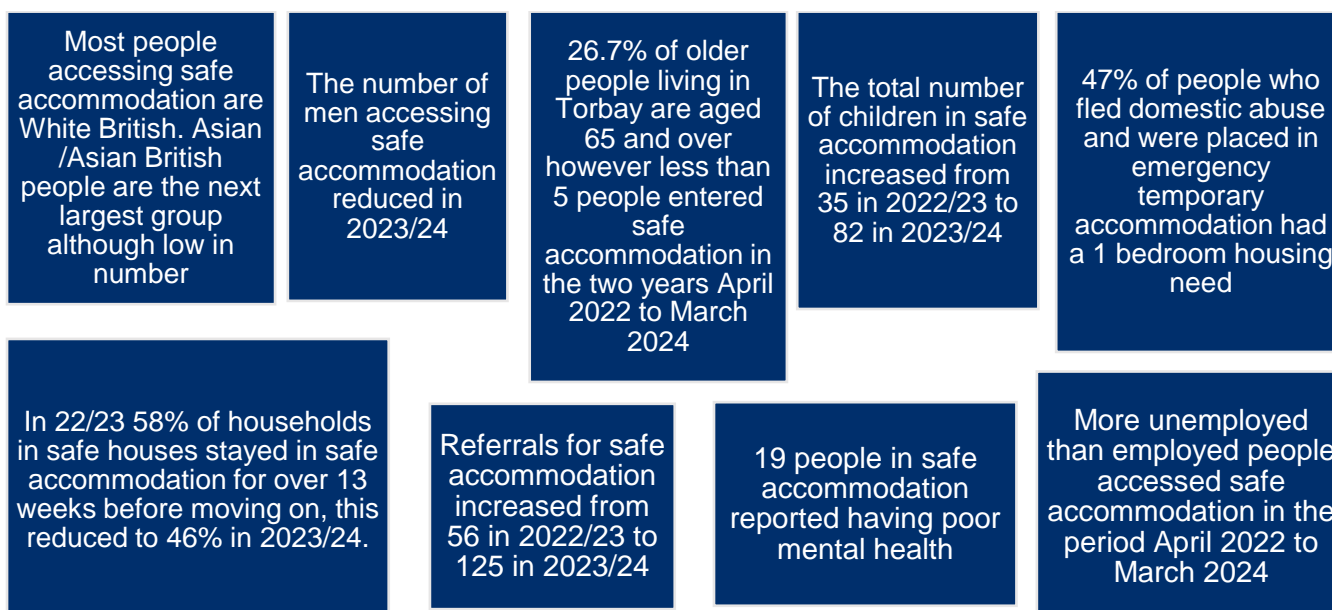 Most people
accessing safe
accommodation are
White British. Asian
/Asian British
people are the next
largest group
although low in
number
The number of
men accessing
safe
accommodation
reduced in
2023/24
26.7% of older
people living in
Torbay are aged
65 and over
however less than
5 people entered
safe
accommodation in
the two years April
2022 to March
2024
The total number
of children in safe
accommodation
increased from
35 in 2022/23 to
82 in 2023/24
47% of people who
fled domestic abuse
and were placed in
emergency
temporary
accommodation had
a 1 bedroom housing
need
In 22/23 58% of households
in safe houses stayed in safe
accommodation for over 13
weeks before moving on, this
reduced to 46% in 2023/24.
Referrals for safe
accommodation
increased from
56 in 2022/23 to
125 in 2023/24
19 people in safe
accommodation
reported having poor
mental health
More unemployed
than employed people
accessed safe
accommodation in the
period April 2022 to
March 2024